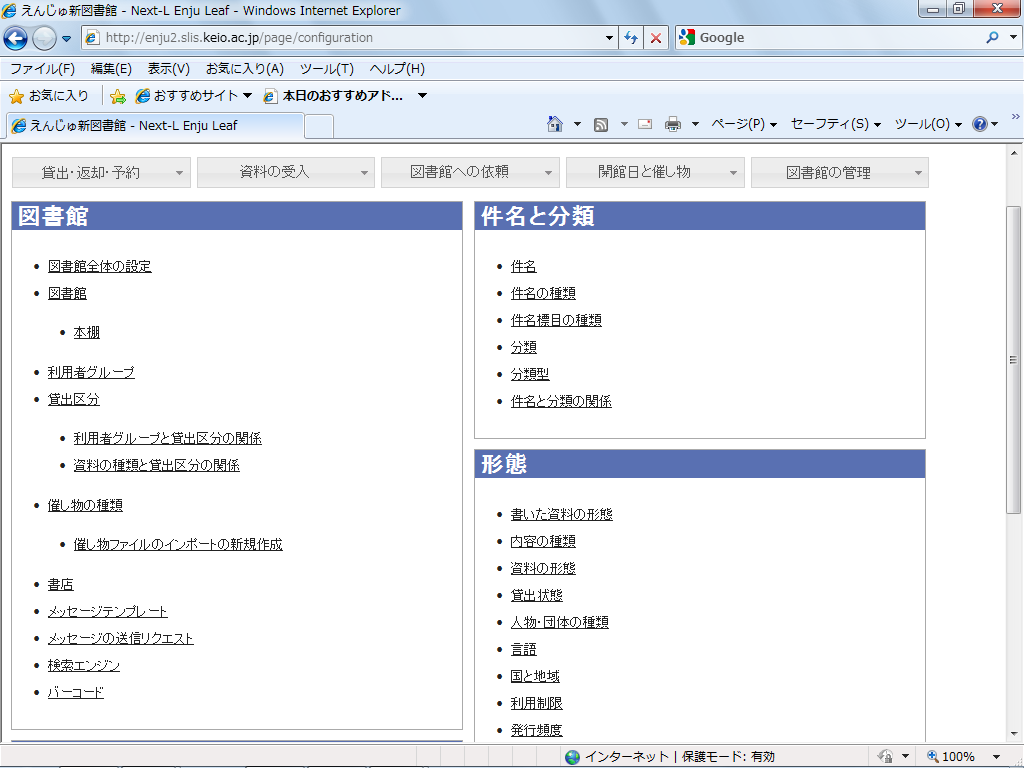 えんじゅ新図書館 - Next-L Enju Leaf - Windows Internet Explorer
http://enju2.slis.keio.ac.jp/page/configuration
Google
ファイル(F) 編集(E) 表示(V) お気に入り(A) ツール(T) ヘルプ(H)
お気に入り おすすめサイト 本日のおすすめアド...
えんじゅ新図書館 - Next-L Enju Leaf
ページ(P) セーフティ(S) ツール(O) »
貸出・返却・予約 資料の受入 図書館への依頼 開館日と催し物 図書館の管理
図書館
図書館全体の設定
図書館
本棚
利用者グループ
貸出区分
利用者グループと貸出区分の関係
資料の種類と貸出区分の関係
催し物の種類
催し物ファイルのインポートの新規作成
書店
メッセージテンプレート
メッセージの送信リクエスト
検索エンジン
バーコード
件名と分類
件名
件名の種類
件名標目の種類
分類
分類型
件名と分類の関係
形態
書いた資料の形態
内容の種類
資料の形態
貸出状態
人物・団体の種類
言語
国と地域
利用制限
発行頻度
インターネット | 保護モード: 有効
100%